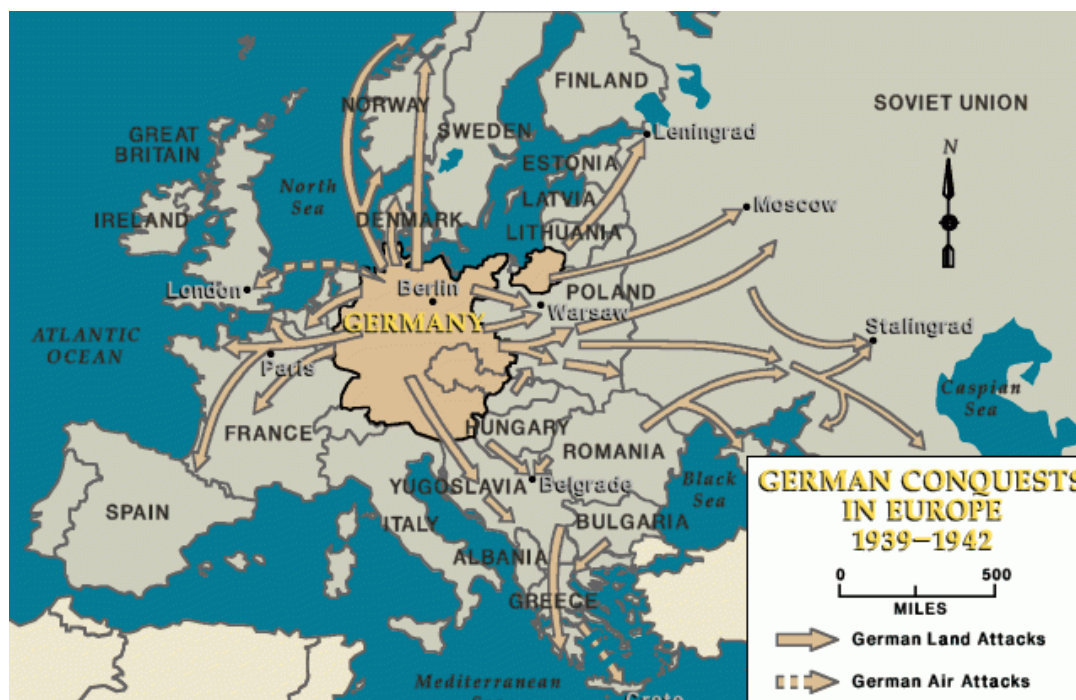 FINLAND
SOVIET UNION
NORWAY
SWEDEN
Leningrad
GREAT
BRITAIN
ESTONIA
N
North
Sea
LATVIA
IRELAND
DENMARK
LITHUANIA
Moscow
London
Berlin
POLAND
Warsaw
GERMANY
ATLANTIC
OCEAN
Stalingrad
Paris
Caspian
Sea
FRANCE
HUNGARY
ROMANIA
Black
Sea
YUGOSLAVIA
Belgrade
SPAIN
ITALY
BULGARIA
ALBANIA
GREECE
Mediterranean
Crete
GERMAN CONQUESTS
IN EUROPE
1939–1942
0 500
MILES
German Land Attacks
German Air Attacks